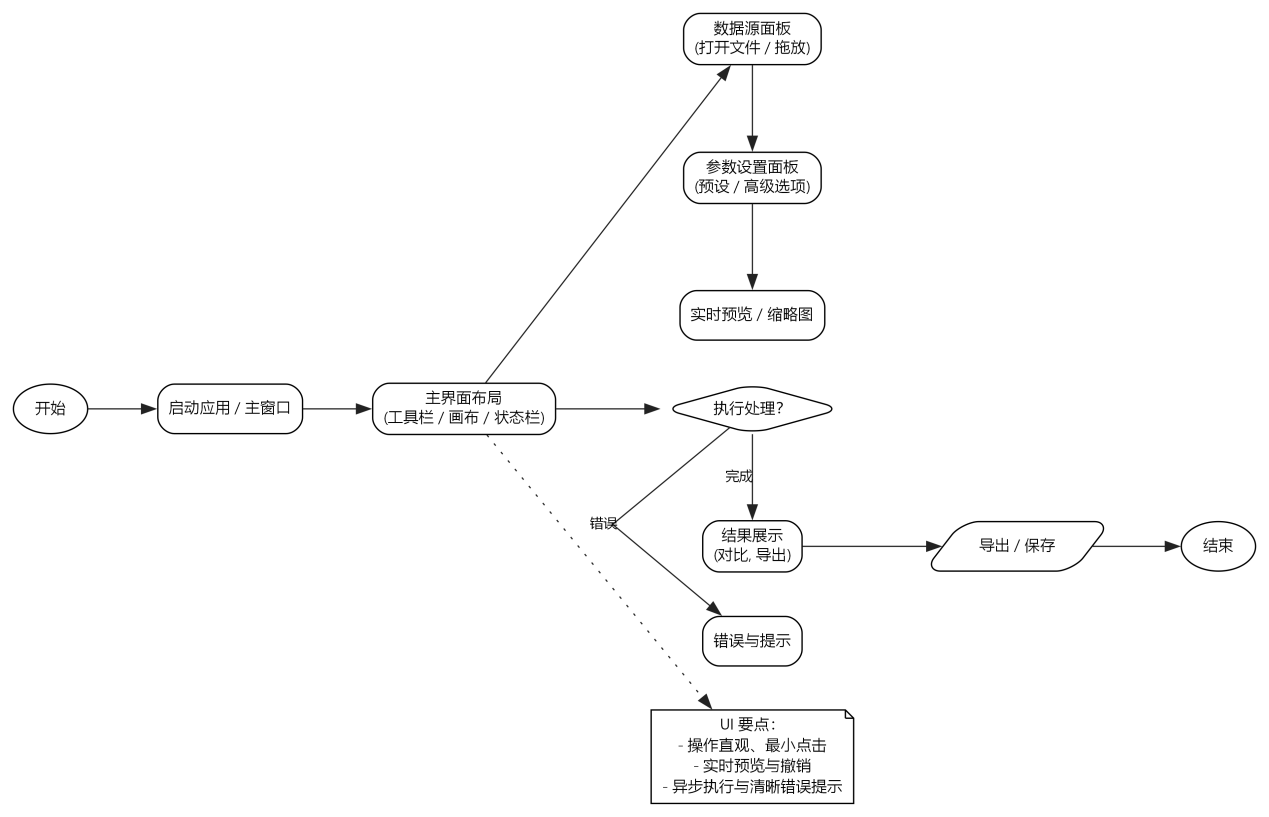 数据源面板
(打开文件 / 拖放)
参数设置面板
(预设 / 高级选项)
实时预览 / 缩略图
开始
启动应用 / 主窗口
主界面布局
(工具栏 / 画布 / 状态栏)
执行处理?
完成
错误
结果展示
(对比, 导出)
导出 / 保存
结束
错误与提示
UI 要点：
- 操作直观、最小点击
- 实时预览与撤销
- 异步执行与清晰错误提示